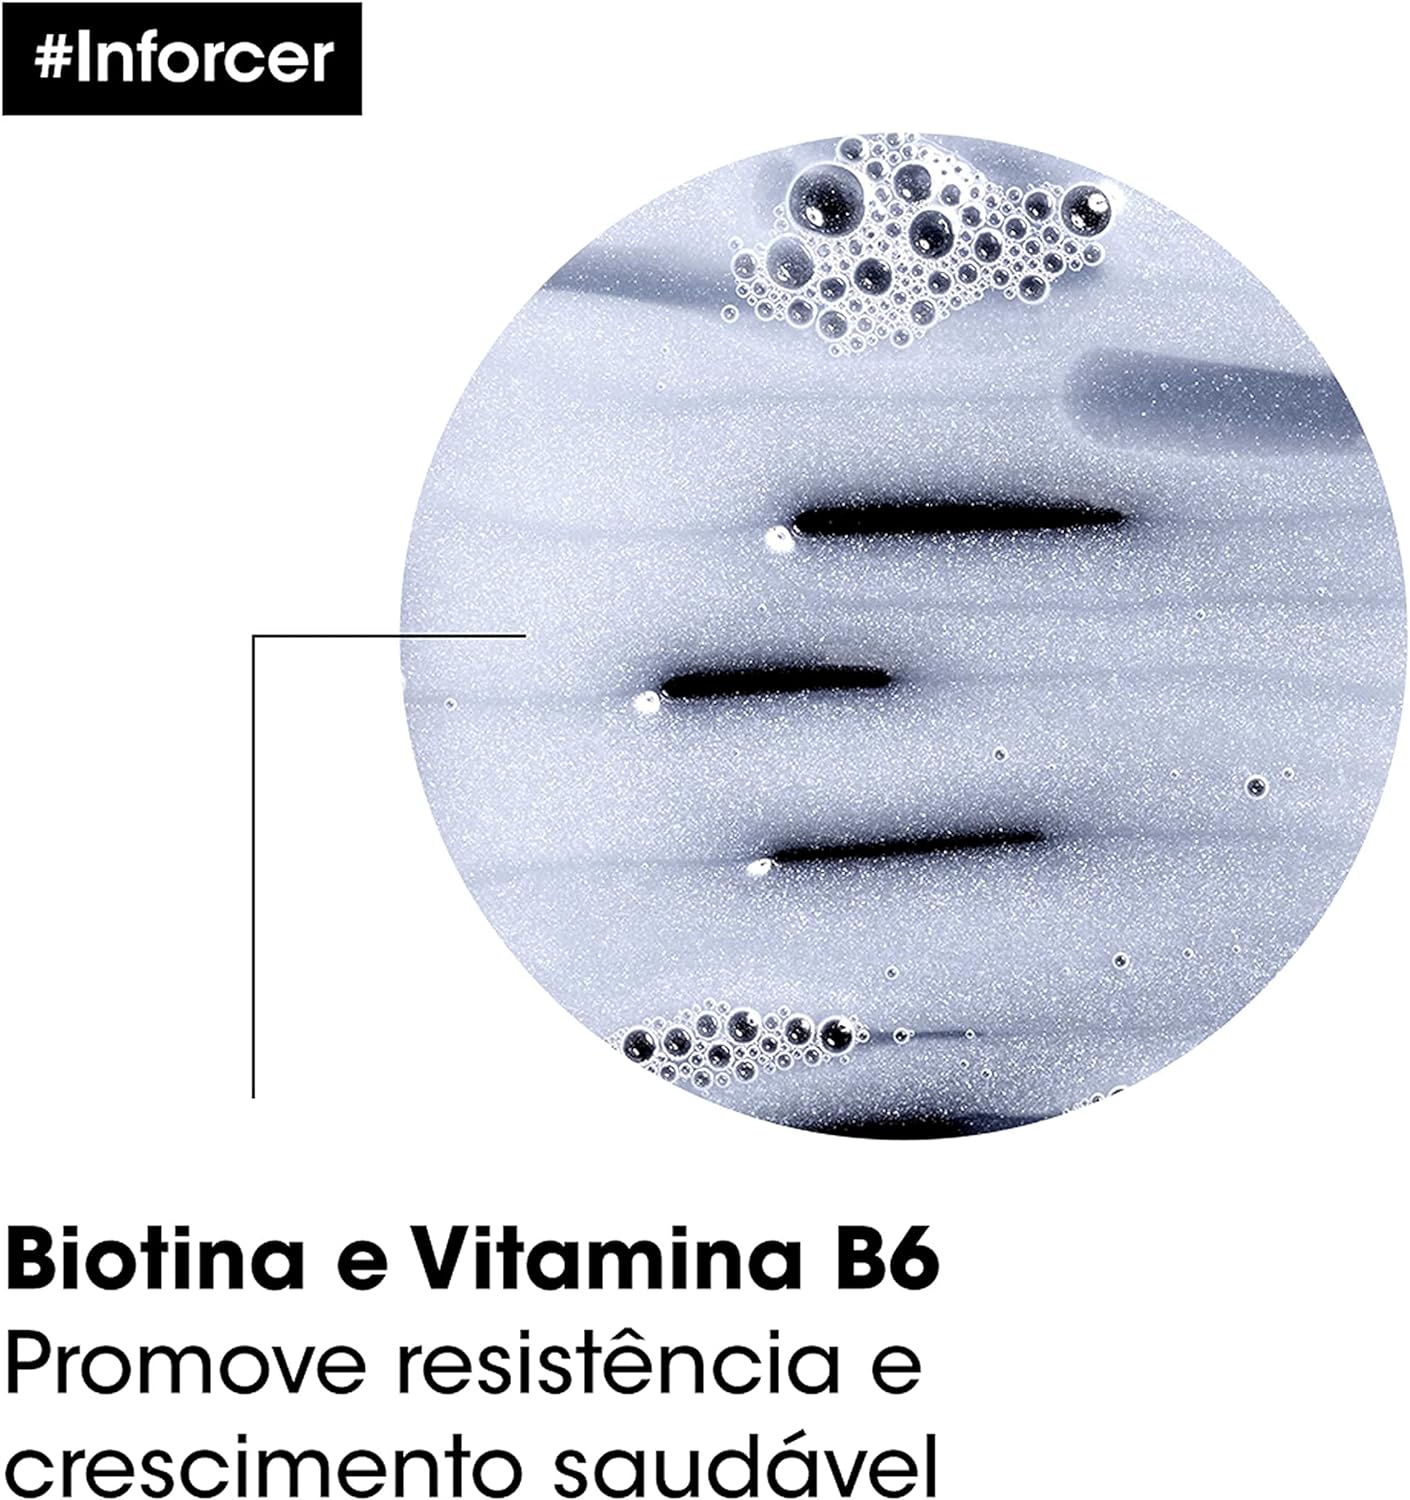 #Inforcer
Biotina e Vitamina B6
Promove resistência e
crescimento saudável